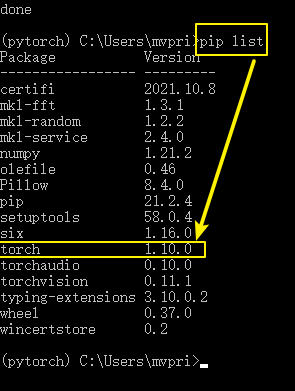 done
(pytorch) C:\Users\mvpri>pip list
Package Version
----------------- ----------
certifi 2021.10.8
mkl-fft 1.3.1
mkl-random 1.2.2
mkl-service 2.4.0
numpy 1.21.2
olefile 0.46
Pillow 8.4.0
pip 21.2.4
setuptools 58.0.4
six 1.16.0
torch 1.10.0
torchaudio 0.10.0
torchvision 0.11.1
typing-extensions 3.10.0.2
wheel 0.37.0
wincertstore 0.2
(pytorch) C:\Users\mvpri>_